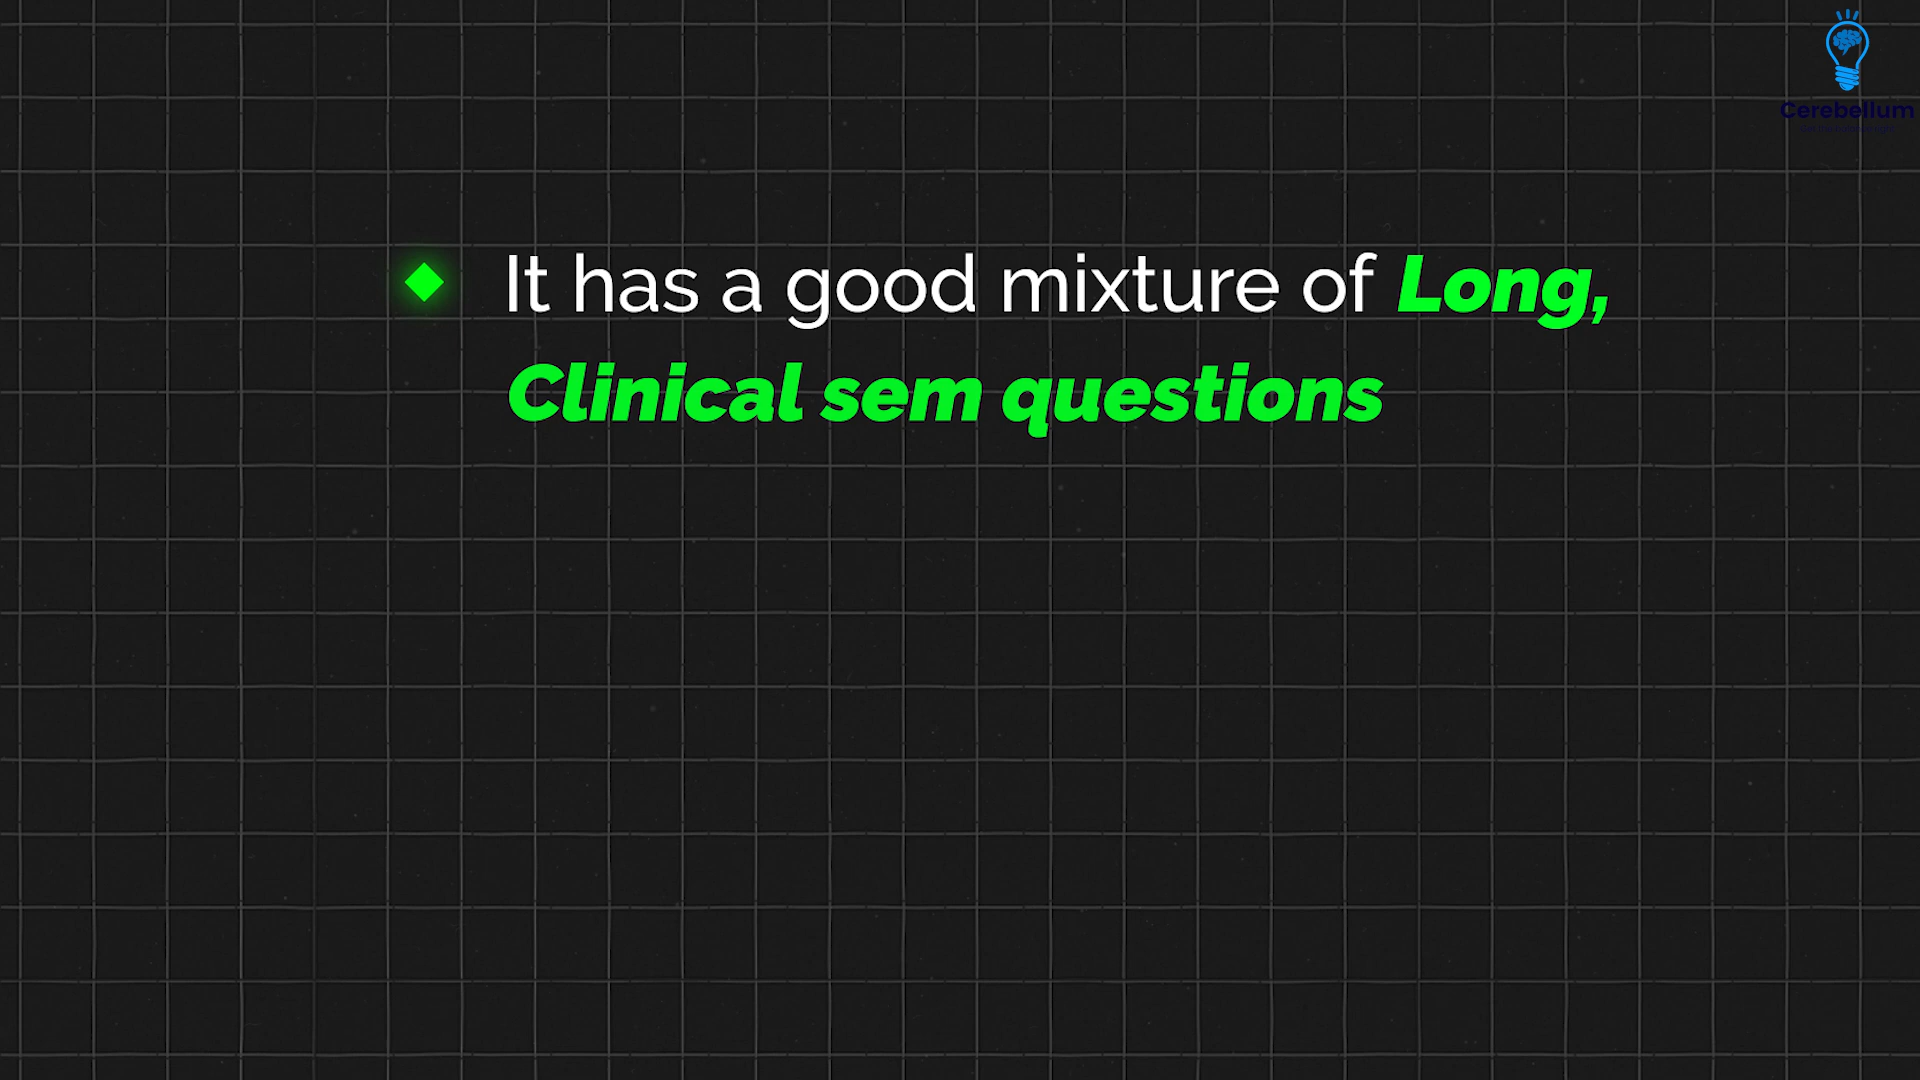 Cerebellum
It has a good mixture of Long,
Clinical sem questions